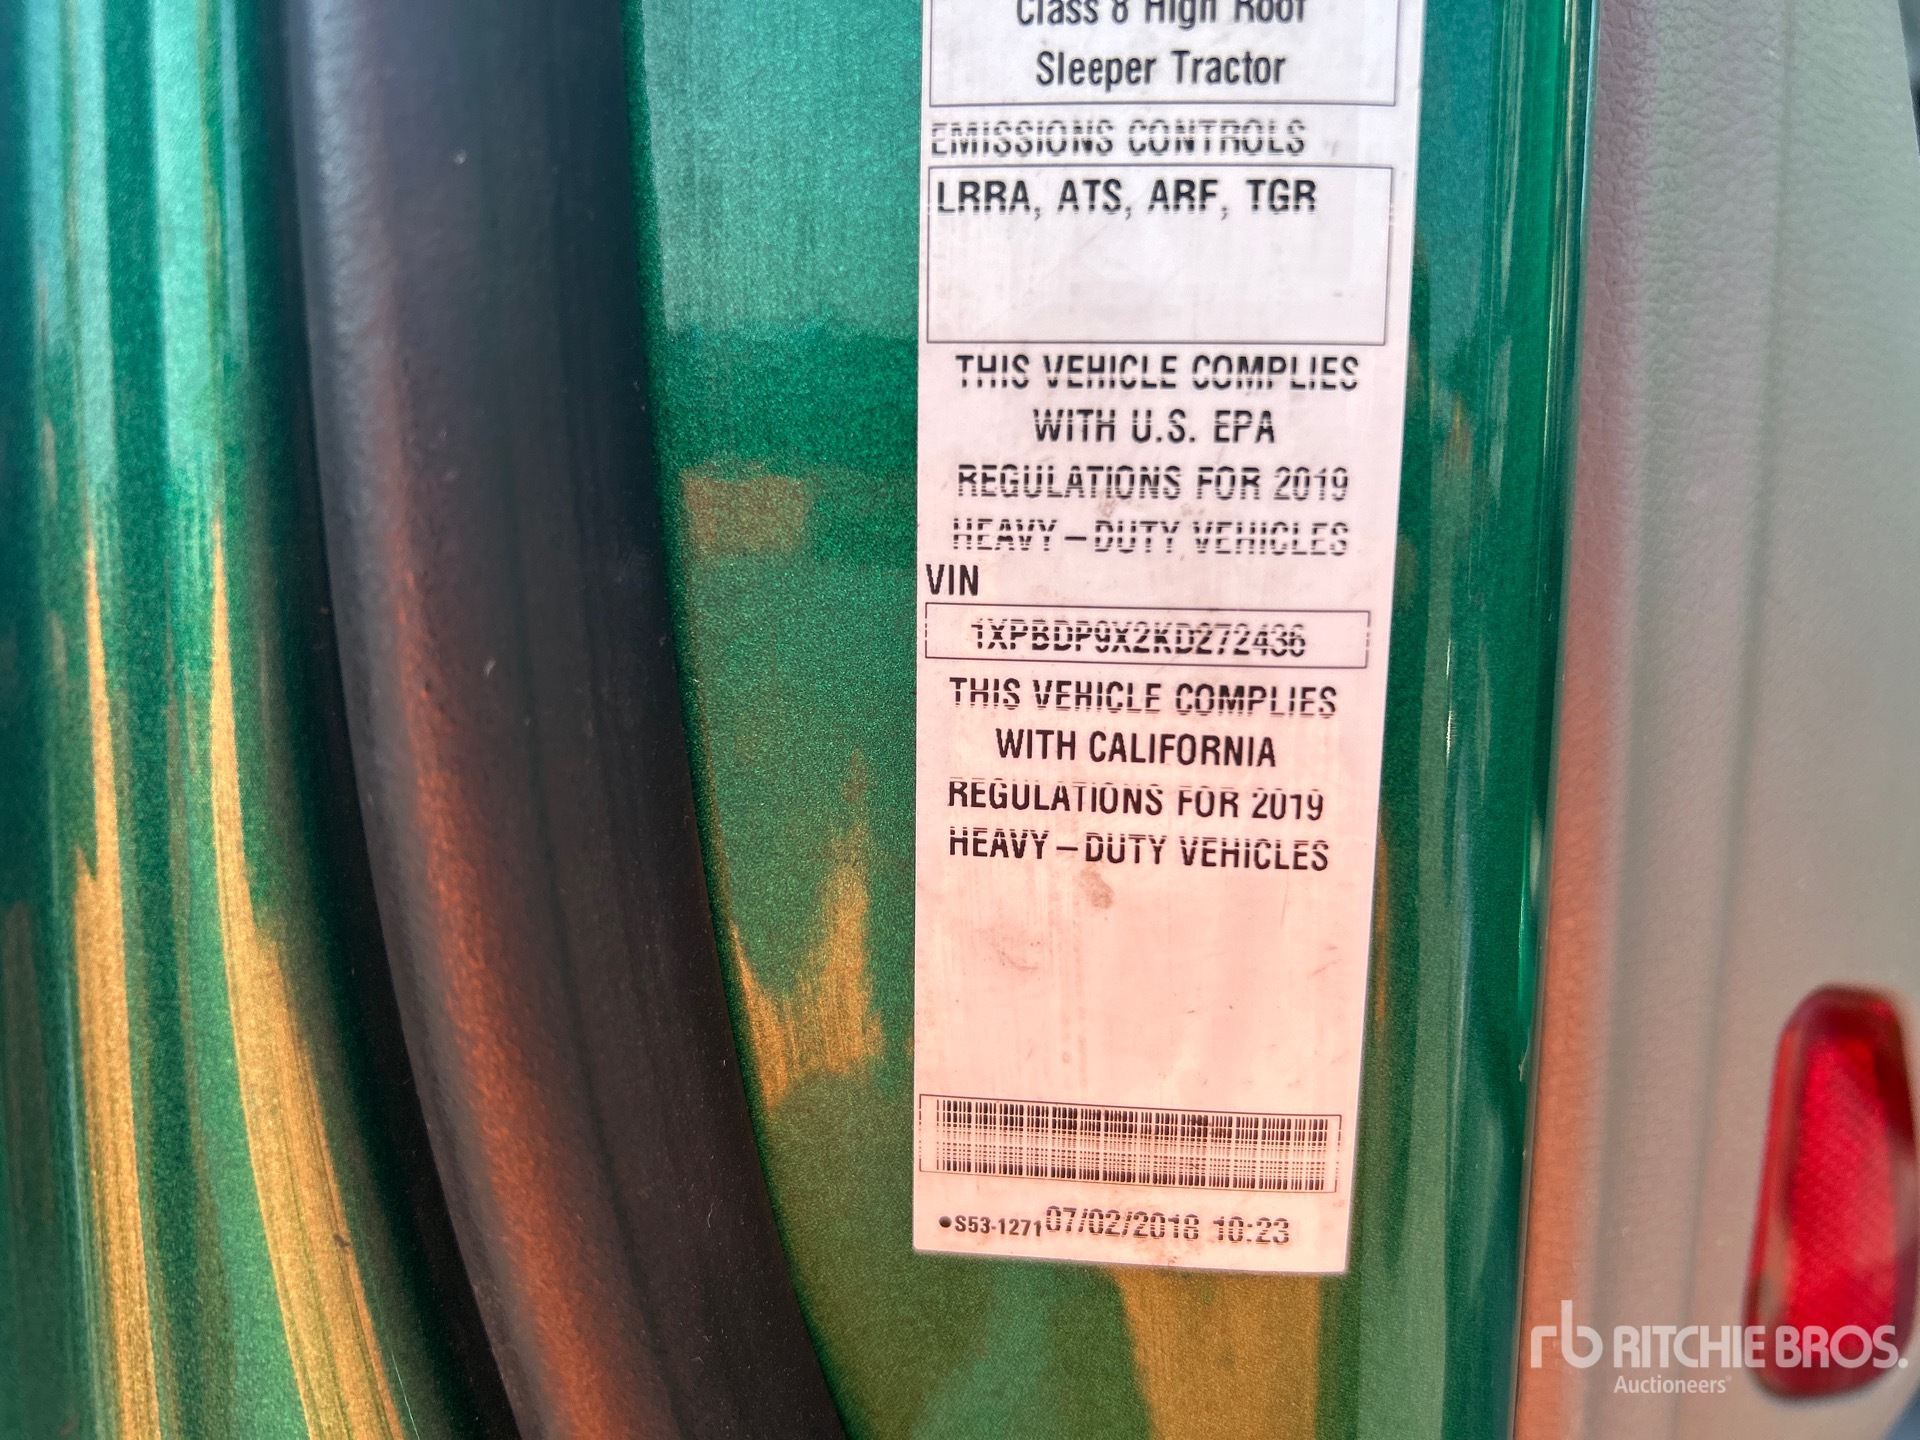 Class 8 High Roof
Sleeper Tractor
EMISSIONS CONTROLS
LRRA, ATS, ARF, TGR
THIS VEHICLE COMPLIES
WITH U.S. EPA
REGULATIONS FOR 2019
HEAVY-DUTY VEHICLES
VIN
1XPBDP9X2KD272436
THIS VEHICLE COMPLIES
WITH CALIFORNIA
REGULATIONS FOR 2019
HEAVY-DUTY VEHICLES
•S53-1271 07/02/2018 10:23
rb RITCHIE BROS.
Auctioneers